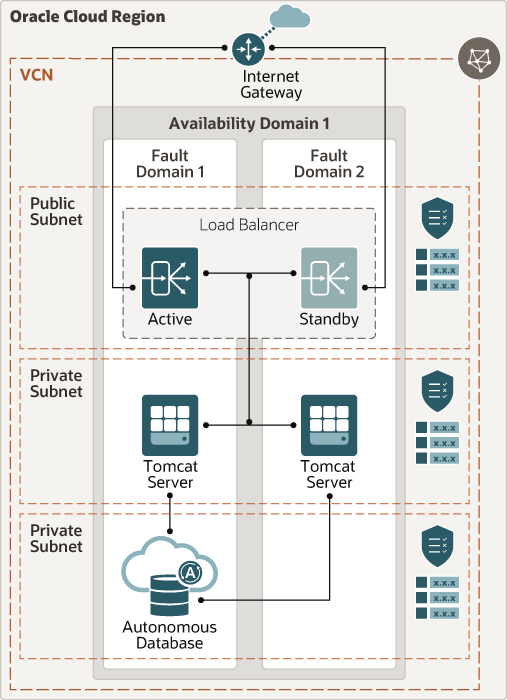 Oracle Cloud Region
VCN
Internet
Gateway
Availability Domain 1
Fault
Domain 1
Fault
Domain 2
Public
Subnet
Load Balancer
Active
Standby
x.x.x
x.x.x
x.x.x
Private
Subnet
Tomcat
Server
Tomcat
Server
x.x.x
x.x.x
x.x.x
Private
Subnet
A
Autonomous
Database
x.x.x
x.x.x
x.x.x